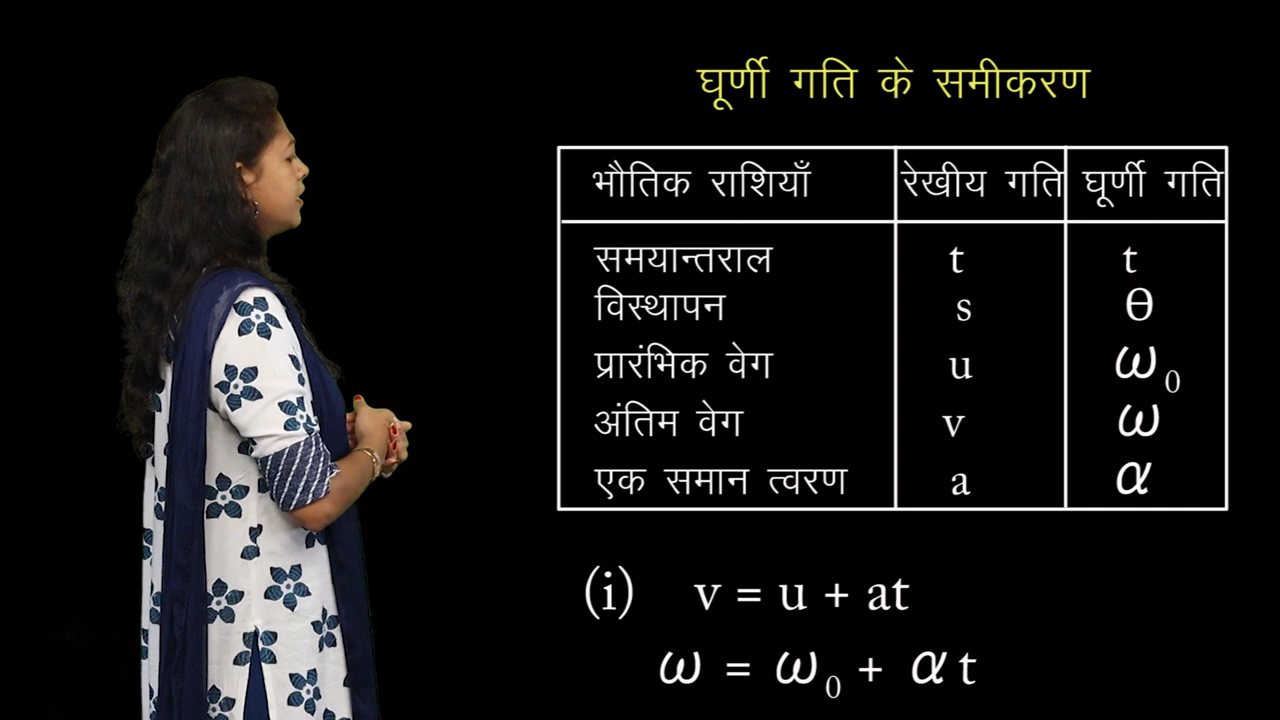 घूर्णी गति के समीकरण
भौतिक राशियाँ रेखीय गति घूर्णी गति
समयान्तराल t t
विस्थापन s θ
प्रारंभिक वेग u ω₀
अंतिम वेग v ω
एक समान त्वरण a α
(i) v = u + at
ω = ω₀ + αt